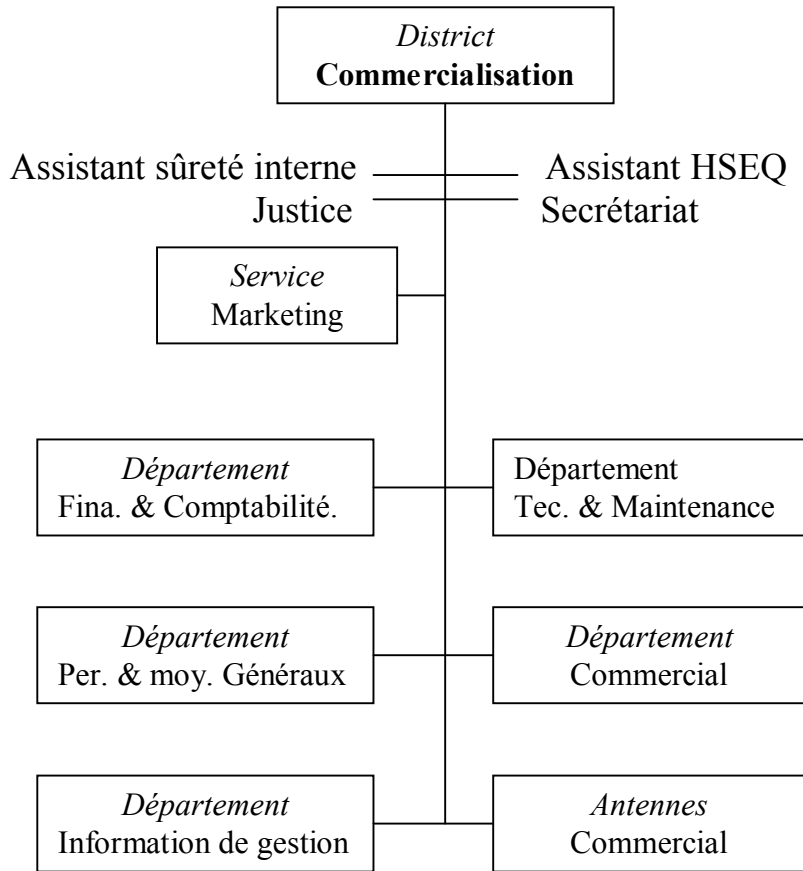 District
Commercialisation
Assistant sûreté interne
Assistant HSEQ
Justice
Secrétariat
Service
Marketing
Département
Fina. & Comptabilité.
Département
Tec. & Maintenance
Département
Per. & moy. Généraux
Département
Commercial
Département
Information de gestion
Antennes
Commercial